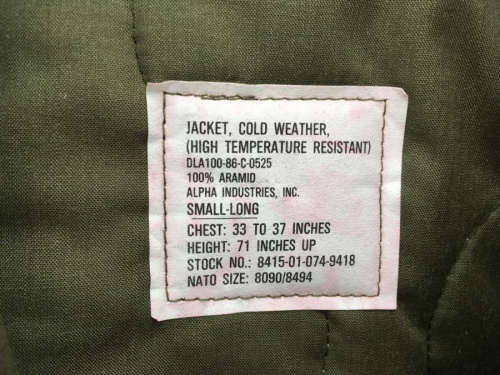 JACKET, COLD WEATHER,
(HIGH TEMPERATURE RESISTANT)
DLA100-86-C-0525
100% ARAMID
ALPHA INDUSTRIES, INC.
SMALL-LONG
CHEST: 33 TO 37 INCHES
HEIGHT: 71 INCHES UP
STOCK NO.: 8415-01-074-9418
NATO SIZE: 8090/8494